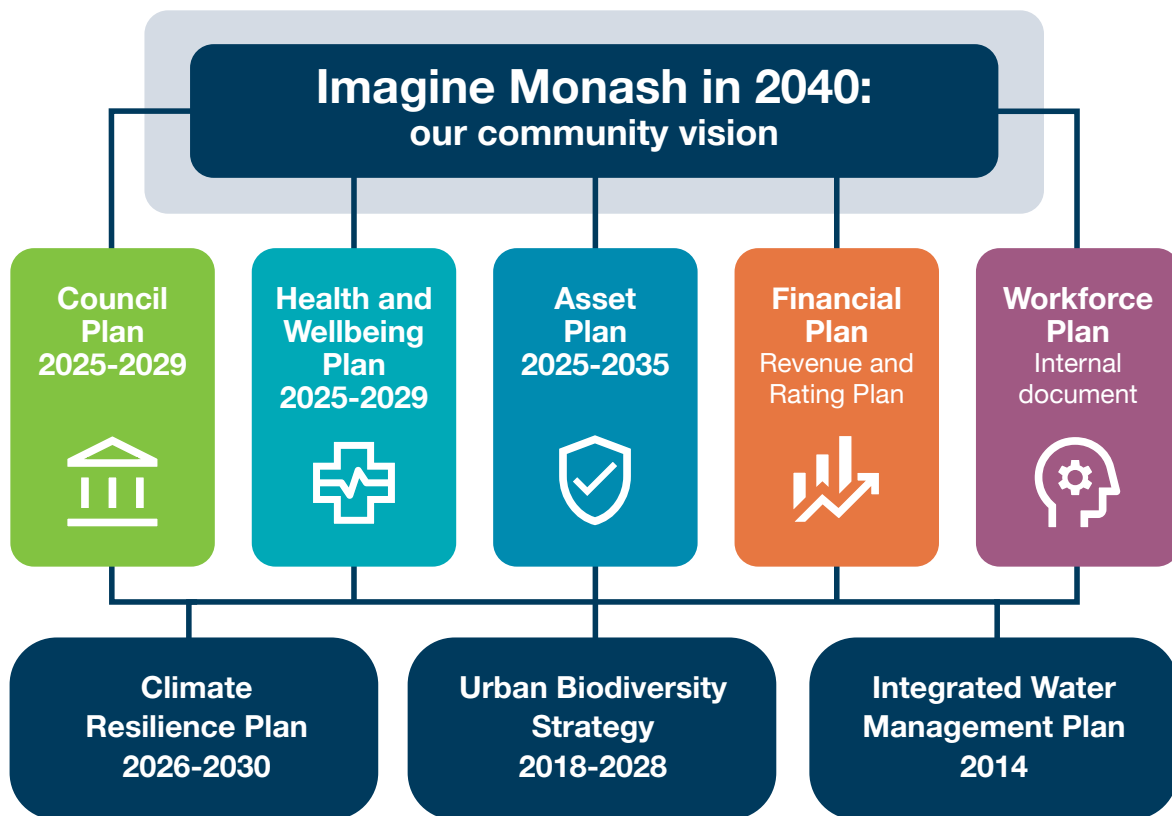 Imagine Monash in 2040:
our community vision
Council
Plan
2025-2029
Health and
Wellbeing
Plan
2025-2029
Asset
Plan
2025-2035
Financial
Plan
Revenue and
Rating Plan
Workforce
Plan
Internal
document
Climate
Resilience Plan
2026-2030
Urban Biodiversity
Strategy
2018-2028
Integrated Water
Management Plan
2014